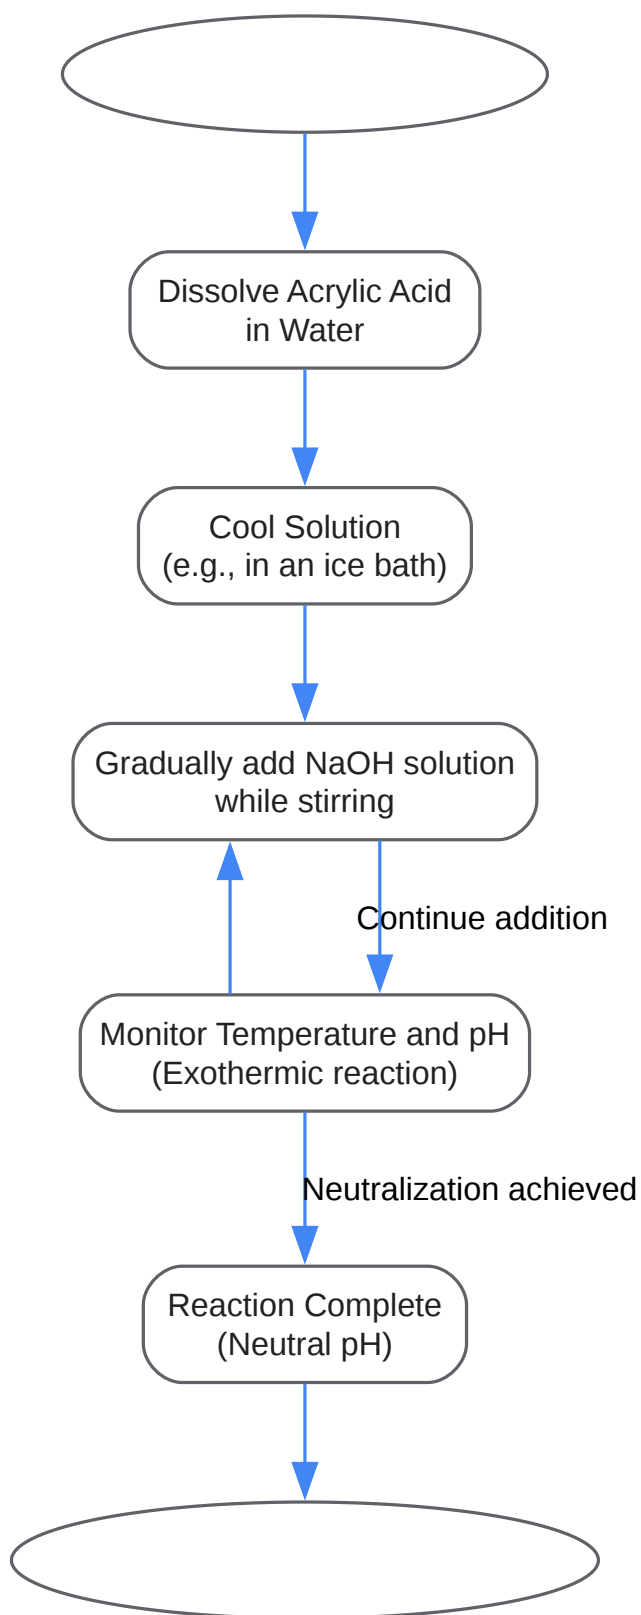 Dissolve Acrylic Acid
in Water
Cool Solution
(e.g., in an ice bath)
Gradually add NaOH solution
while stirring
Continue addition
Monitor Temperature and pH
(Exothermic reaction)
Neutralization achieved
Reaction Complete
(Neutral pH)